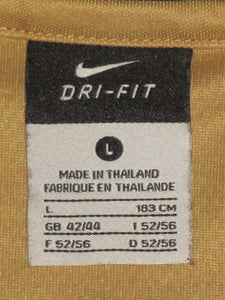 DRI-FIT
L
MADE IN THAILAND
FABRIQUE EN THAILANDE
L 183 CM
GB 42/44 I 52/56
F 52/56 D 52/56